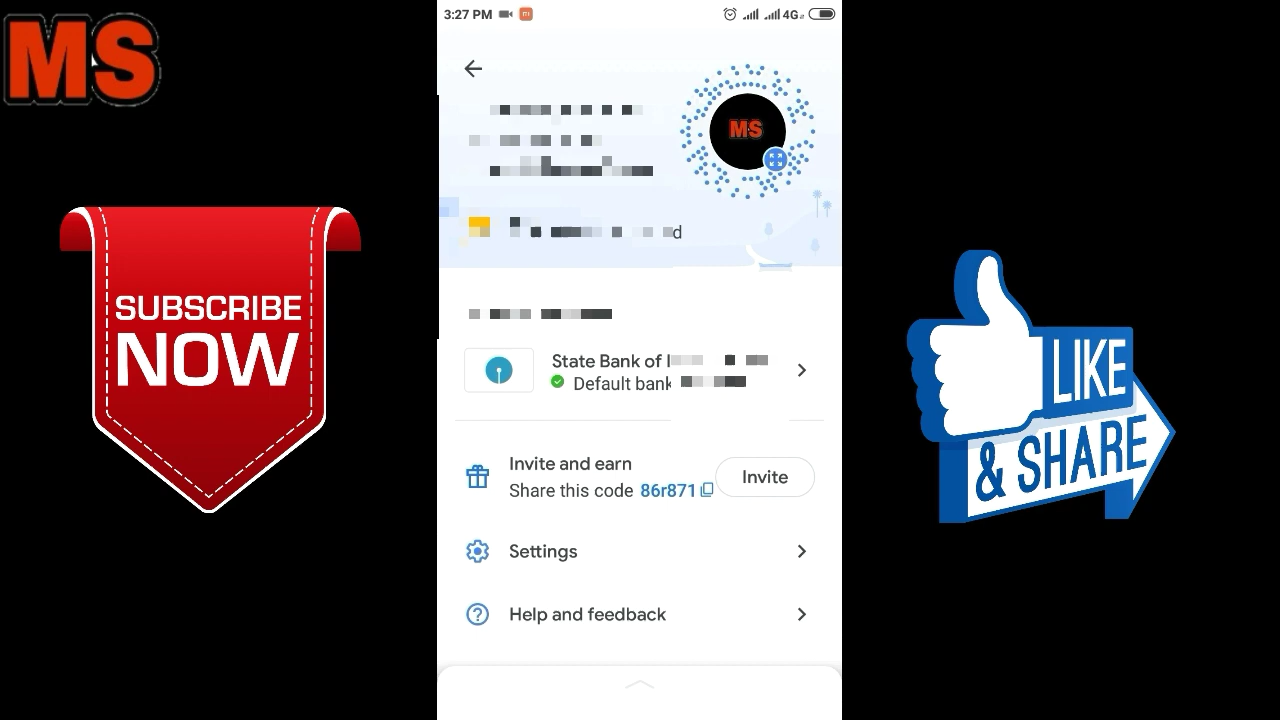 MS
3:27 PM
4G
MS
d
State Bank of
Default bank
Invite and earn
Share this code 86r871
Invite
Settings
Help and feedback
SUBSCRIBE
NOW
LIKE
& SHARE